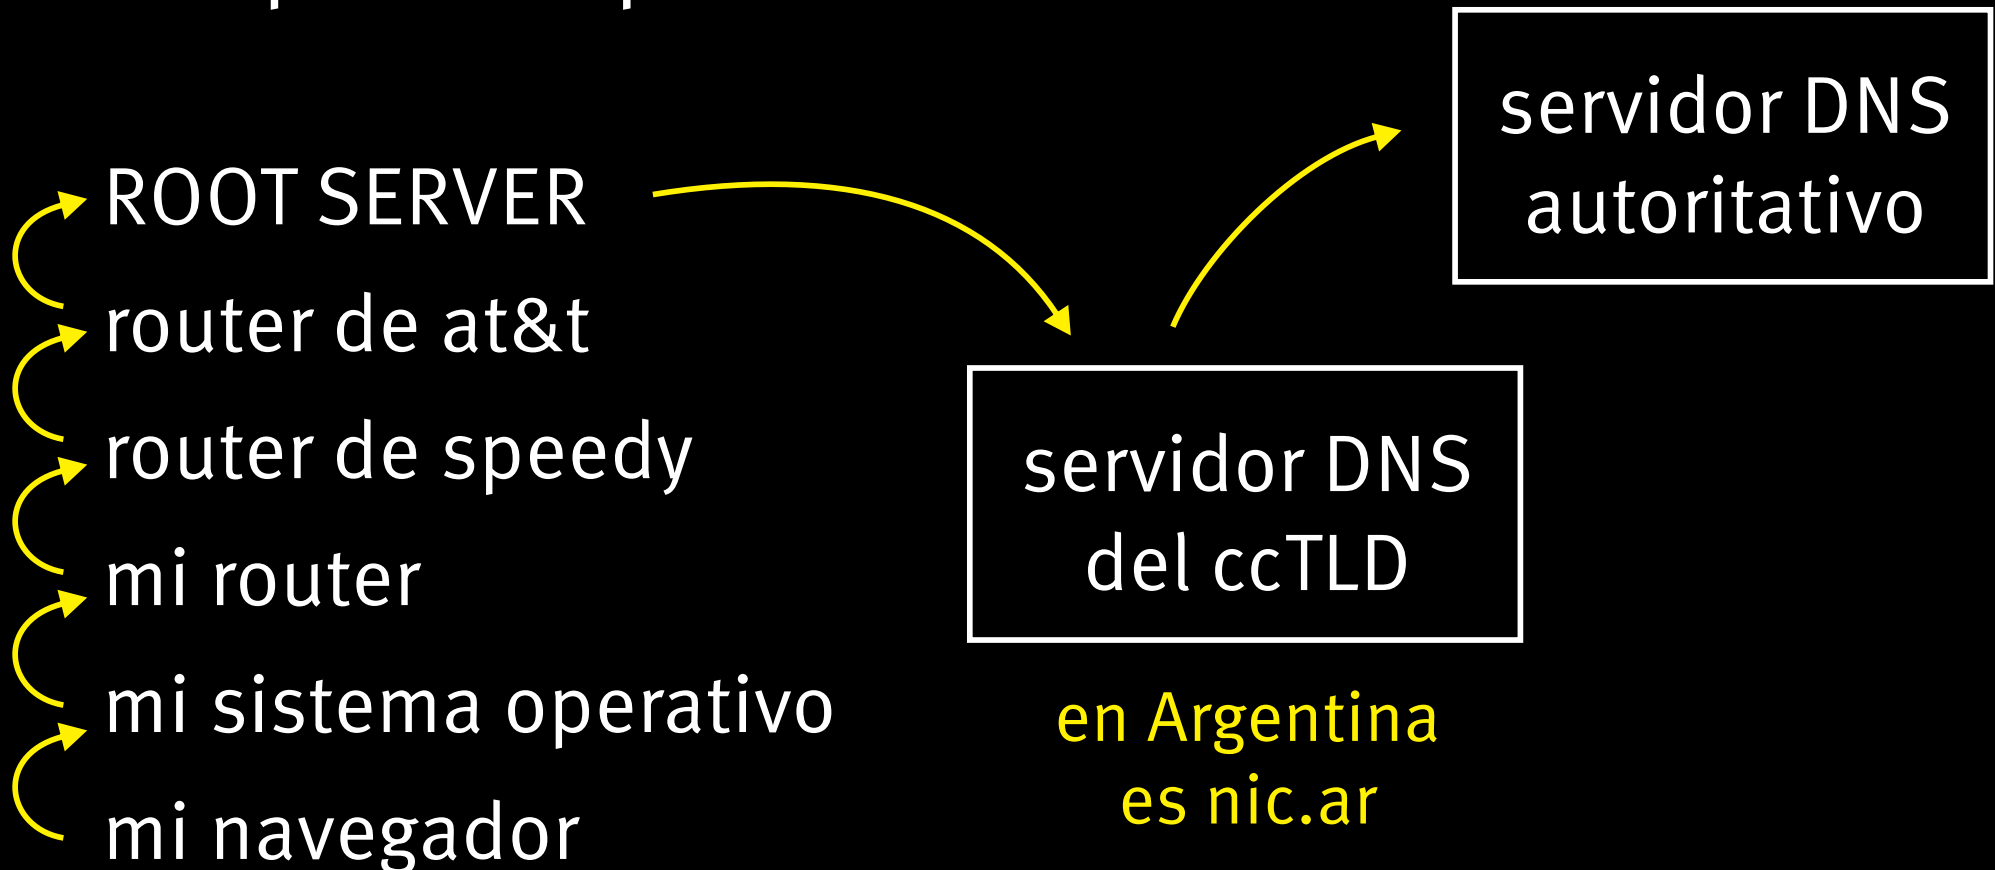 servidor DNS
autoritativo
ROOT SERVER
router de at&t
router de speedy
mi router
mi sistema operativo
mi navegador
servidor DNS
del ccTLD
en Argentina
es nic.ar